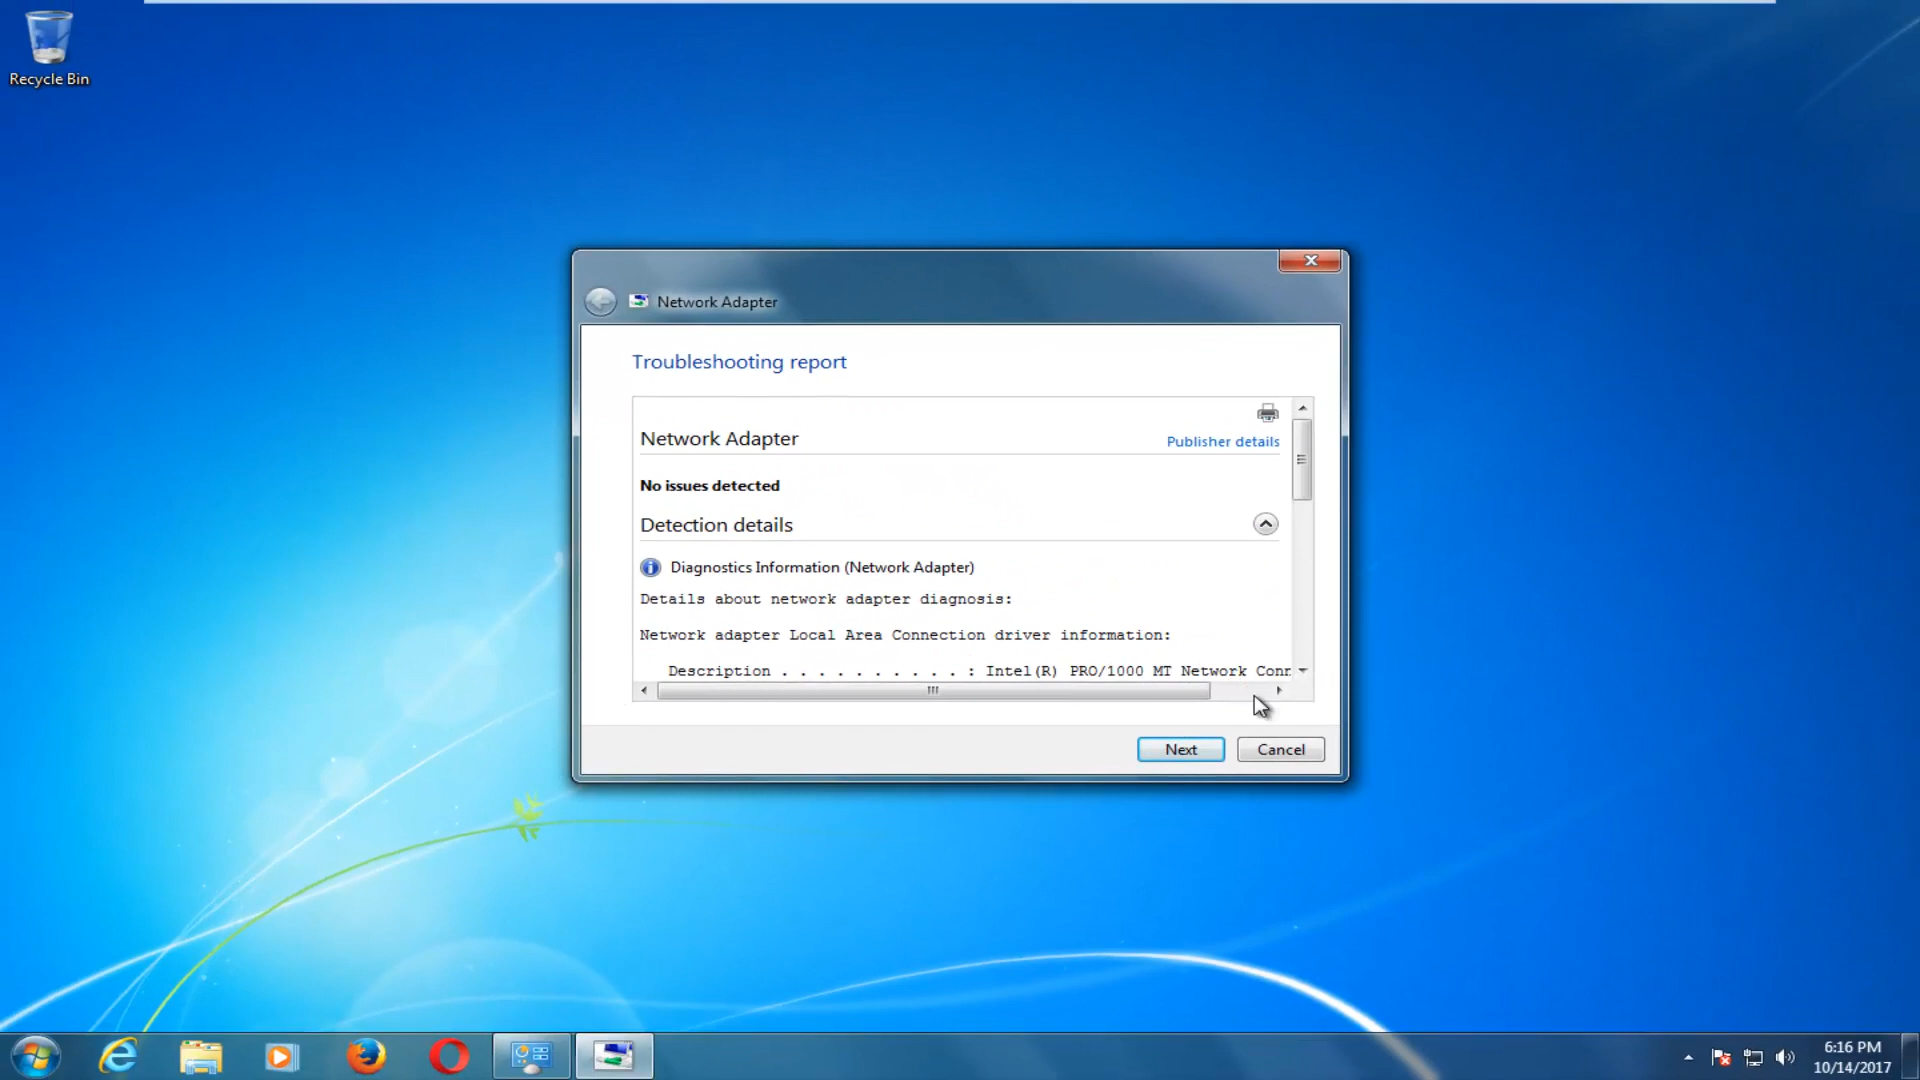 Recycle Bin
Network Adapter
Troubleshooting report
Network Adapter
Publisher details
No issues detected
Detection details
Diagnostics Information (Network Adapter)
Details about network adapter diagnosis:
Network adapter Local Area Connection driver information:
Description . . . . . . . . . . : Intel(R) PRO/1000 MT Network Conn
Next
Cancel
6:16 PM
10/14/2017